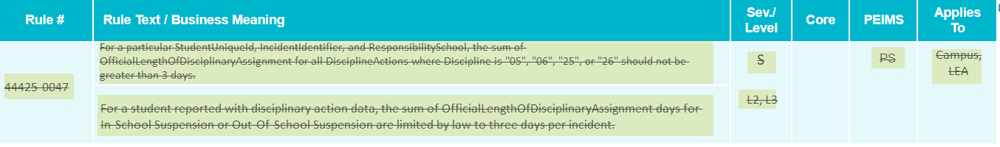 Rule # Rule Text / Business Meaning Sev./ Level Core PEIMS Applies To
For a particular StudentUniqueId, IncidentIdentifier, and ResponsibilitySchool, the sum of
OfficialLengthOfDisciplinaryAssignment for all DisciplineActions where Discipline is "05", "06", "25", or "26" should not be
greater than 3 days.
44425-0047
For a student reported with disciplinary action data, the sum of OfficialLengthOfDisciplinaryAssignment days for
In-School Suspension or Out-Of-School Suspension are limited by law to three days per incident.
S
L2, L3
PS
Campus,
LEA